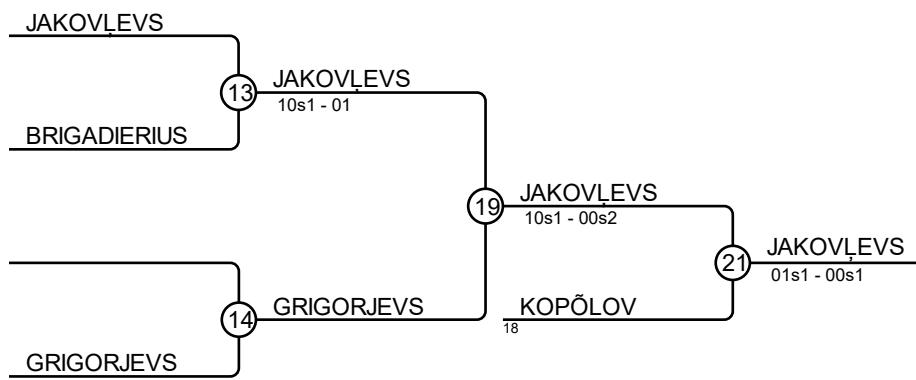 JAKOVĻEVS
13
JAKOVĻEVS
10s1 - 01
BRIGADIERIUS
19
JAKOVĻEVS
10s1 - 00s2
21
JAKOVĻEVS
01s1 - 00s1
14
GRIGORJEVS
KOPÕLOV
18
GRIGORJEVS